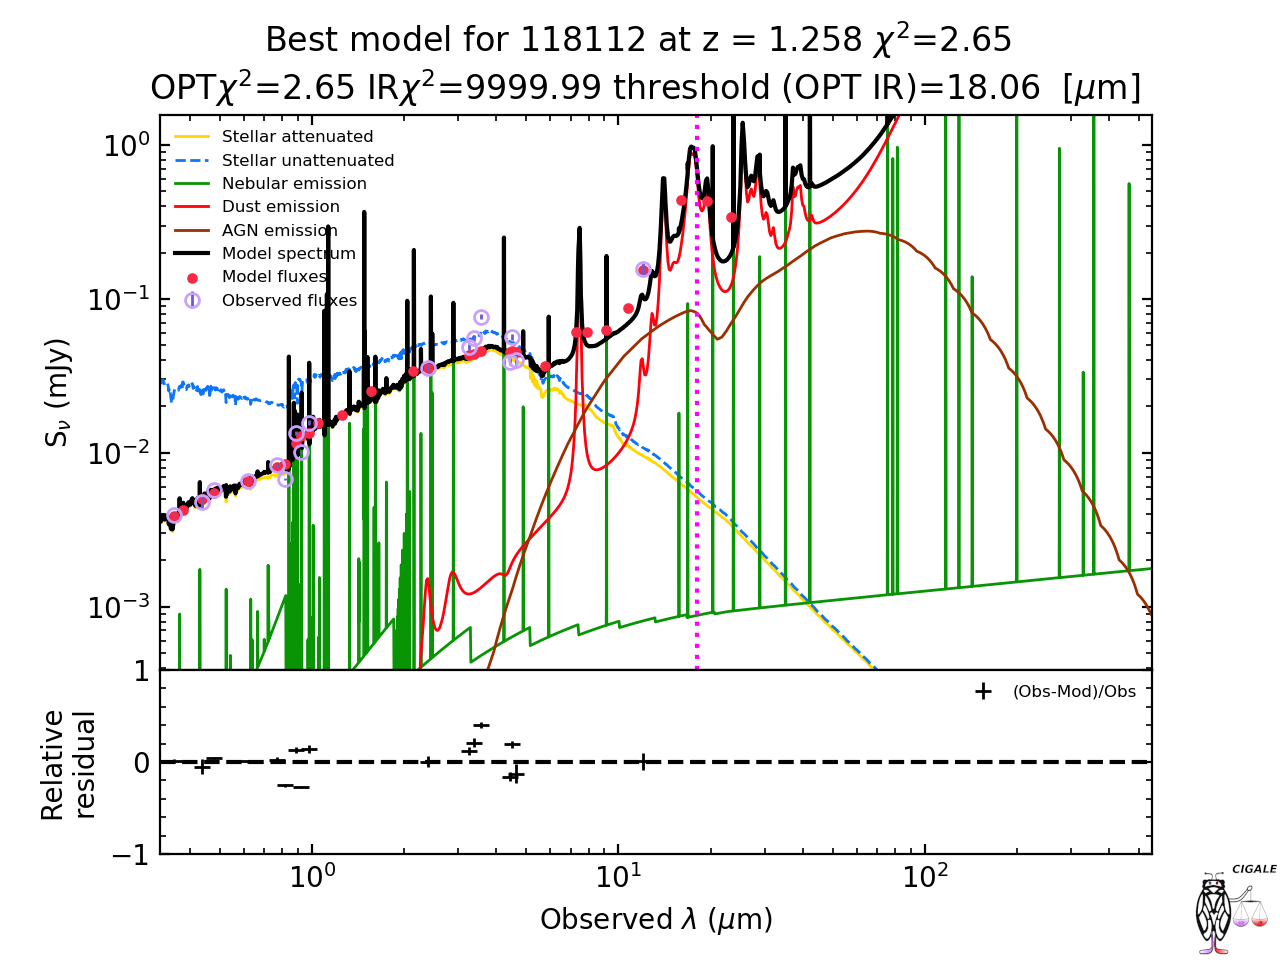 Best model for 118112 at z = 1.258 χ²=2.65
OPTχ²=2.65 IRχ²=9999.99 threshold (OPT IR)=18.06 [μm]
Stellar attenuated
Stellar unattenuated
Nebular emission
Dust emission
AGN emission
Model spectrum
Model fluxes
Observed fluxes
S_ν (mJy)
10⁰
10⁻¹
10⁻²
10⁻³
(Obs-Mod)/Obs
Relative
residual
1
0
−1
10⁰ 10¹ 10²
Observed λ (μm)
CIGALE